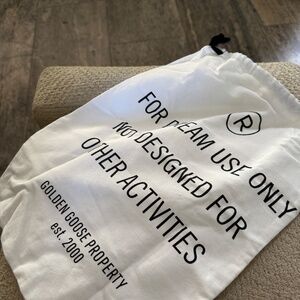 ®
FOR DREAM USE ONLY
NOT DESIGNED FOR
OTHER ACTIVITIES
GOLDEN GOOSE PROPERTY
est. 2000